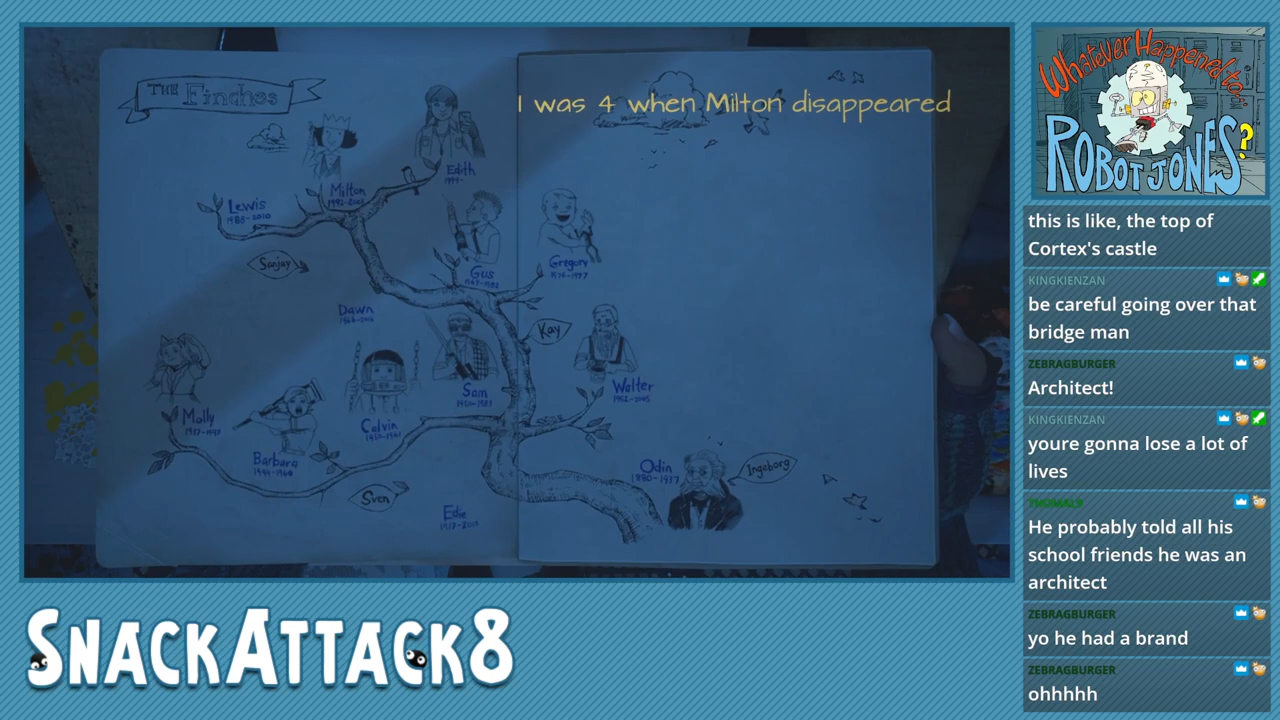 THE Finches
I was 4 when Milton disappeared
Edith
1999-
Milton
Lewis
1988-2010
Sanjay
Gus
Gregory
Dawn
Kay
Sam
Walter
Molly
1937-1947
Calvin
Barbara
Odin
1880-1937
Ingeborg
Sven
Edie
SNACKATTACK8
Whatever Happened to...
ROBOT JONES?
this is like, the top of
Cortex's castle
KINGKIENZAN
be careful going over that
bridge man
ZEBRAGBURGER
Architect!
KINGKIENZAN
youre gonna lose a lot of
lives
He probably told all his
school friends he was an
architect
ZEBRAGBURGER
yo he had a brand
ZEBRAGBURGER
ohhhhh